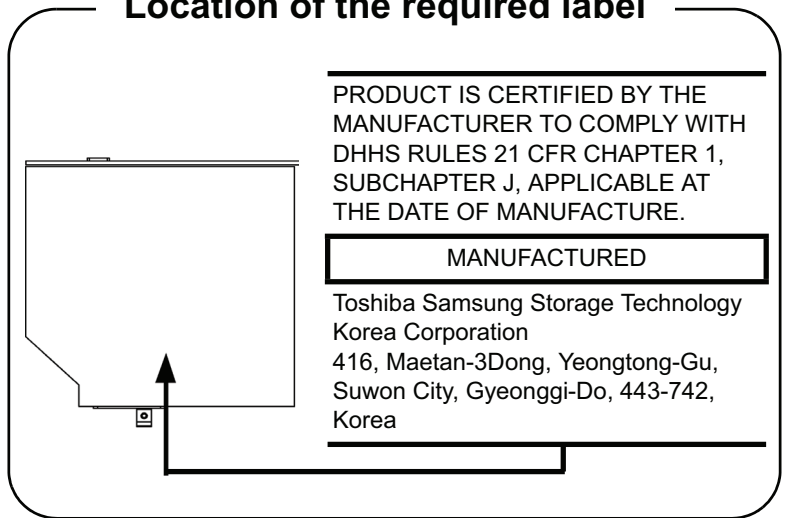 Location of the required label
PRODUCT IS CERTIFIED BY THE
MANUFACTURER TO COMPLY WITH
DHHS RULES 21 CFR CHAPTER 1,
SUBCHAPTER J, APPLICABLE AT
THE DATE OF MANUFACTURE.
MANUFACTURED
Toshiba Samsung Storage Technology
Korea Corporation
416, Maetan-3Dong, Yeongtong-Gu,
Suwon City, Gyeonggi-Do, 443-742,
Korea